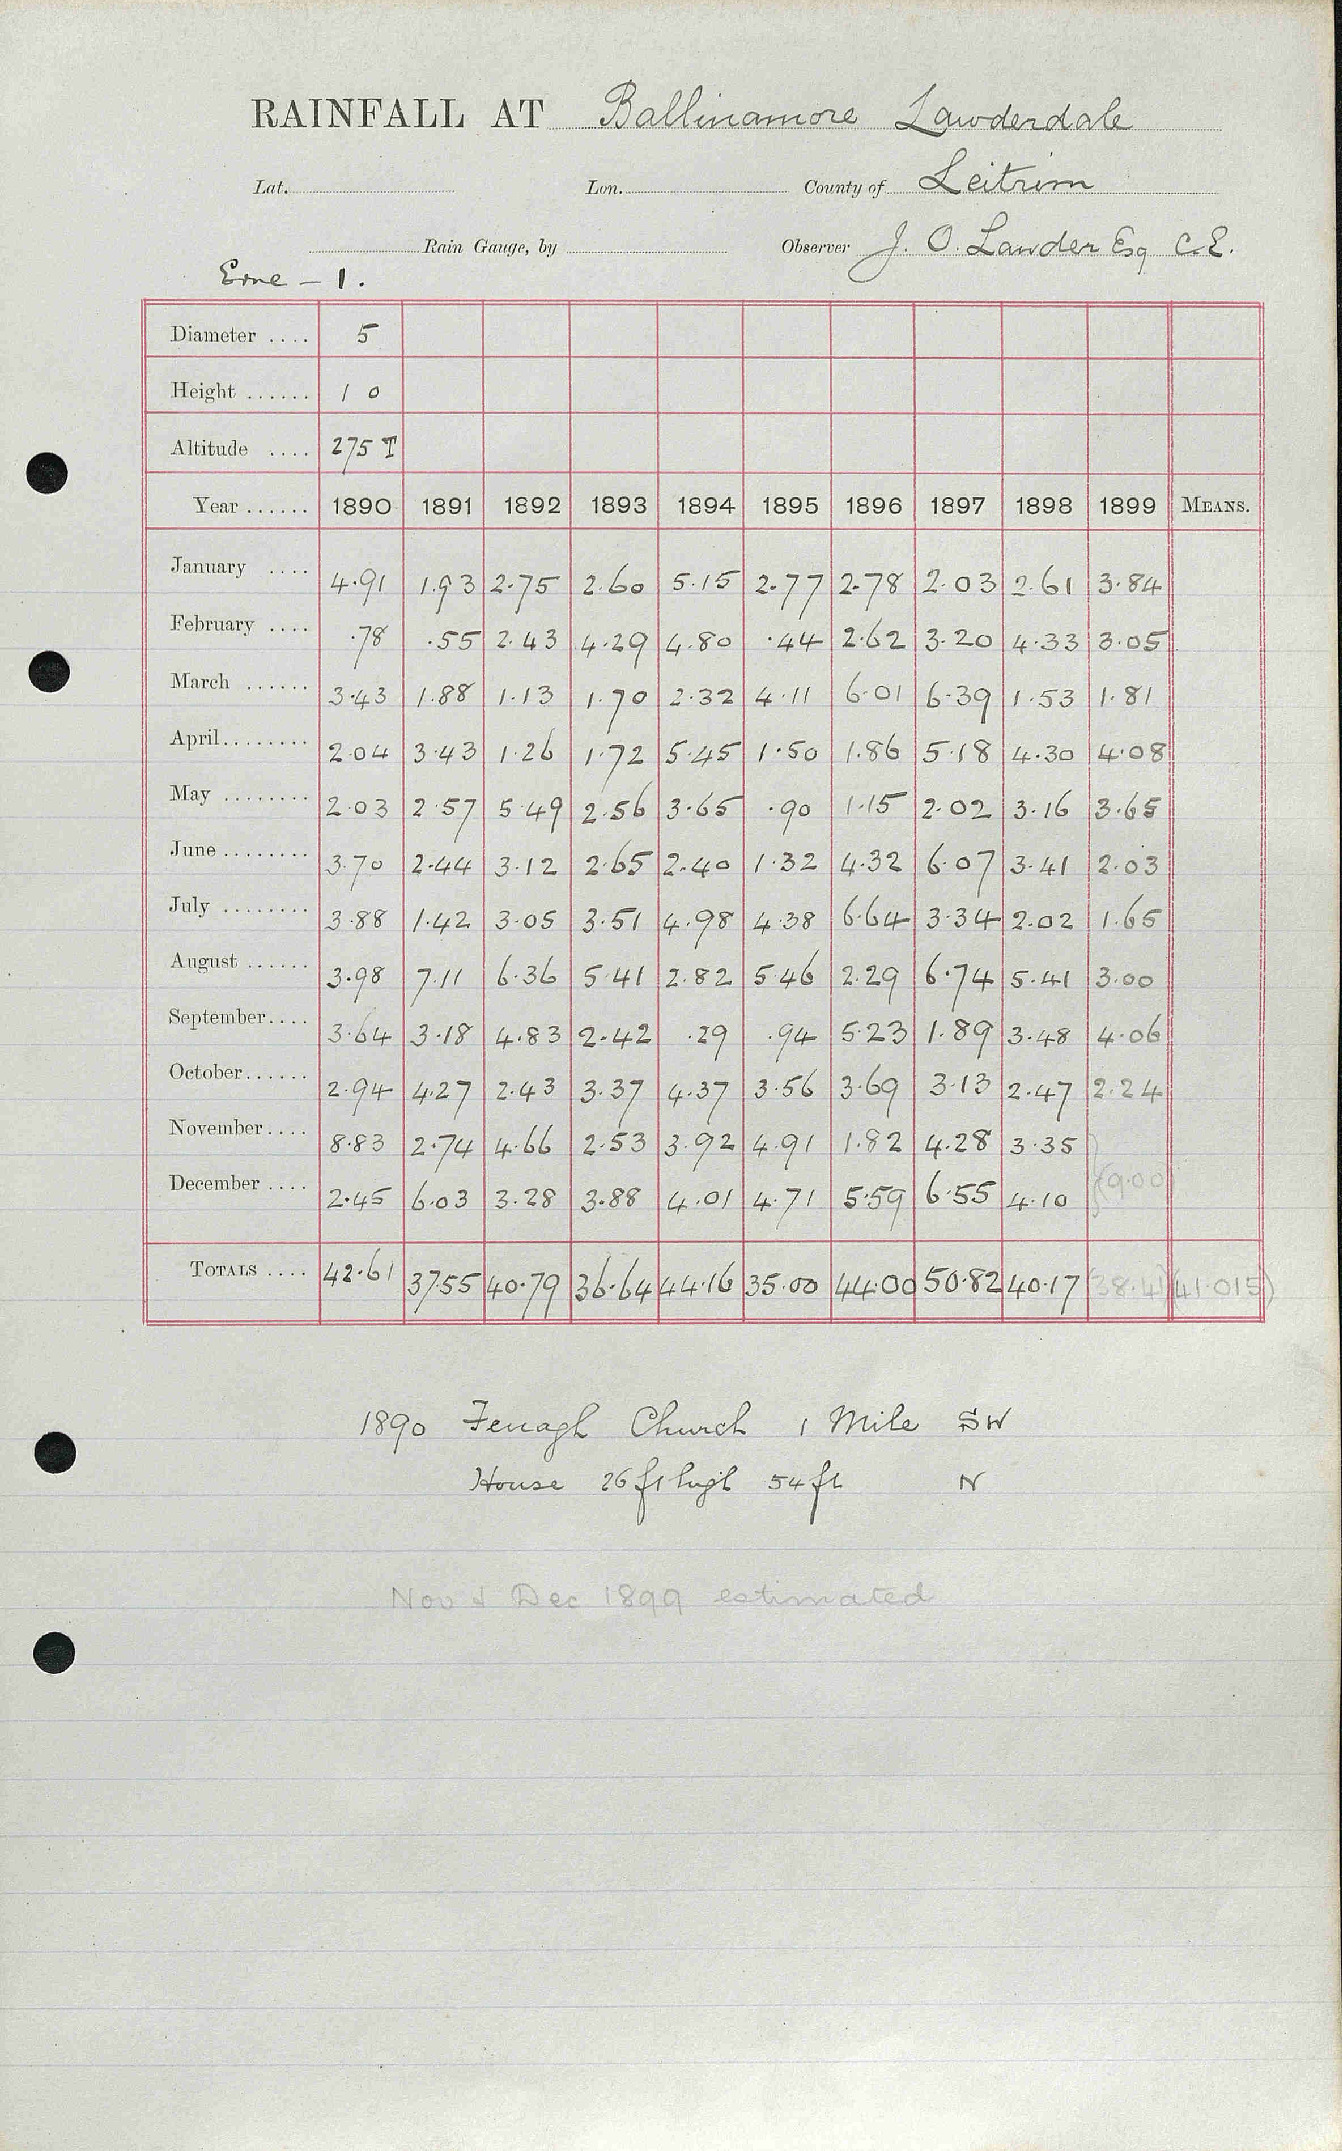 RAINFALL AT Ballinamore Lawderdale
Lat. Lon. County of Leitrim
Rain Gauge, by Observer J. O. Lawder Esq C.E.
Erne - 1.
Diameter .... 5
Height ...... 1 0
Altitude .... 275 T
Year ...... 1890 1891 1892 1893 1894 1895 1896 1897 1898 1899 MEANS.
January .... 4.91 1.93 2.75 2.60 5.15 2.77 2.78 2.03 2.61 3.84
February .... .78 .55 2.43 4.29 4.80 .44 2.62 3.20 4.33 3.05
March ...... 3.43 1.88 1.13 1.70 2.32 4.11 6.01 6.39 1.53 1.81
April........ 2.04 3.43 1.26 1.72 5.45 1.50 1.86 5.18 4.30 4.08
May ........ 2.03 2.57 5.49 2.56 3.65 .90 1.15 2.02 3.16 3.65
June ........ 3.70 2.44 3.12 2.65 2.40 1.32 4.32 6.07 3.41 2.03
July ........ 3.88 1.42 3.05 3.51 4.98 4.38 6.64 3.34 2.02 1.65
August ...... 3.98 7.11 6.36 5.41 2.82 5.46 2.29 6.74 5.41 3.00
September.... 3.64 3.18 4.83 2.42 .29 .94 5.23 1.89 3.48 4.06
October...... 2.94 4.27 2.43 3.37 4.37 3.56 3.69 3.13 2.47 2.24
November.... 8.83 2.74 4.66 2.53 3.92 4.91 1.82 4.28 3.35
December .... 2.45 6.03 3.28 3.88 4.01 4.71 5.59 6.55 4.10 (9.00)
TOTALS .... 42.61 37.55 40.79 36.64 44.16 35.00 44.00 50.82 40.17 (38.41) (41.015)
1890 Fenagh Church 1 Mile SW
House 26 ft high 54 ft N
Nov & Dec 1899 estimated